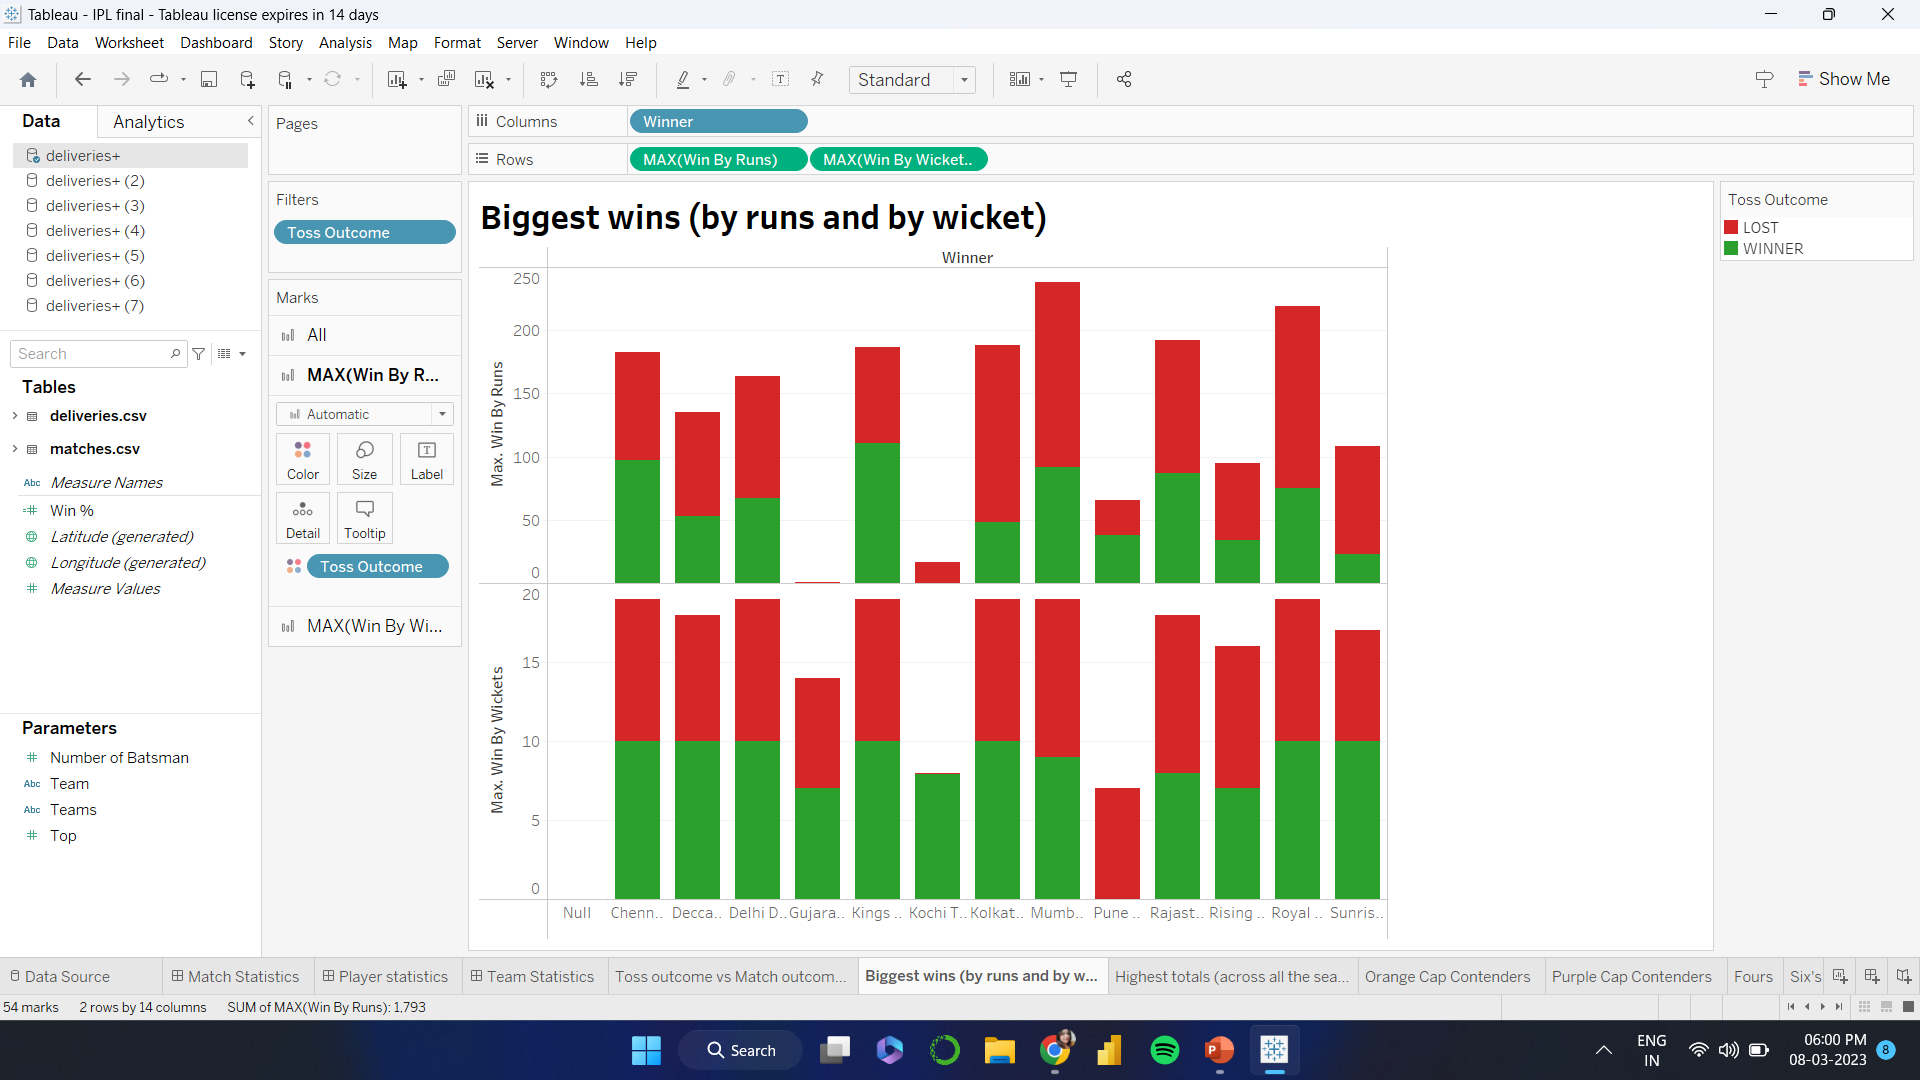 Tableau - IPL final - Tableau license expires in 14 days
File Data Worksheet Dashboard Story Analysis Map Format Server Window Help
Standard
Show Me
Data Analytics
deliveries+
deliveries+ (2)
deliveries+ (3)
deliveries+ (4)
deliveries+ (5)
deliveries+ (6)
deliveries+ (7)
Search
Tables
deliveries.csv
matches.csv
Abc Measure Names
Win %
Latitude (generated)
Longitude (generated)
Measure Values
Parameters
Number of Batsman
Abc Team
Abc Teams
Top
Pages
Filters
Toss Outcome
Marks
All
MAX(Win By R...
Automatic
Color Size Label
Detail Tooltip
Toss Outcome
MAX(Win By Wi...
Columns Winner
Rows MAX(Win By Runs) MAX(Win By Wicket..
Biggest wins (by runs and by wicket)
Winner
Max. Win By Runs
250
200
150
100
50
0
Max. Win By Wickets
20
15
10
5
0
Null Chenn.. Decca.. Delhi D.. Gujara.. Kings .. Kochi T.. Kolkat.. Mumb.. Pune .. Rajast.. Rising .. Royal .. Sunris..
Toss Outcome
LOST
WINNER
Data Source Match Statistics Player statistics Team Statistics Toss outcome vs Match outcom... Biggest wins (by runs and by w... Highest totals (across all the sea... Orange Cap Contenders Purple Cap Contenders Fours Six's
54 marks 2 rows by 14 columns SUM of MAX(Win By Runs): 1,793
Search
ENG
IN
06:00 PM
08-03-2023
8